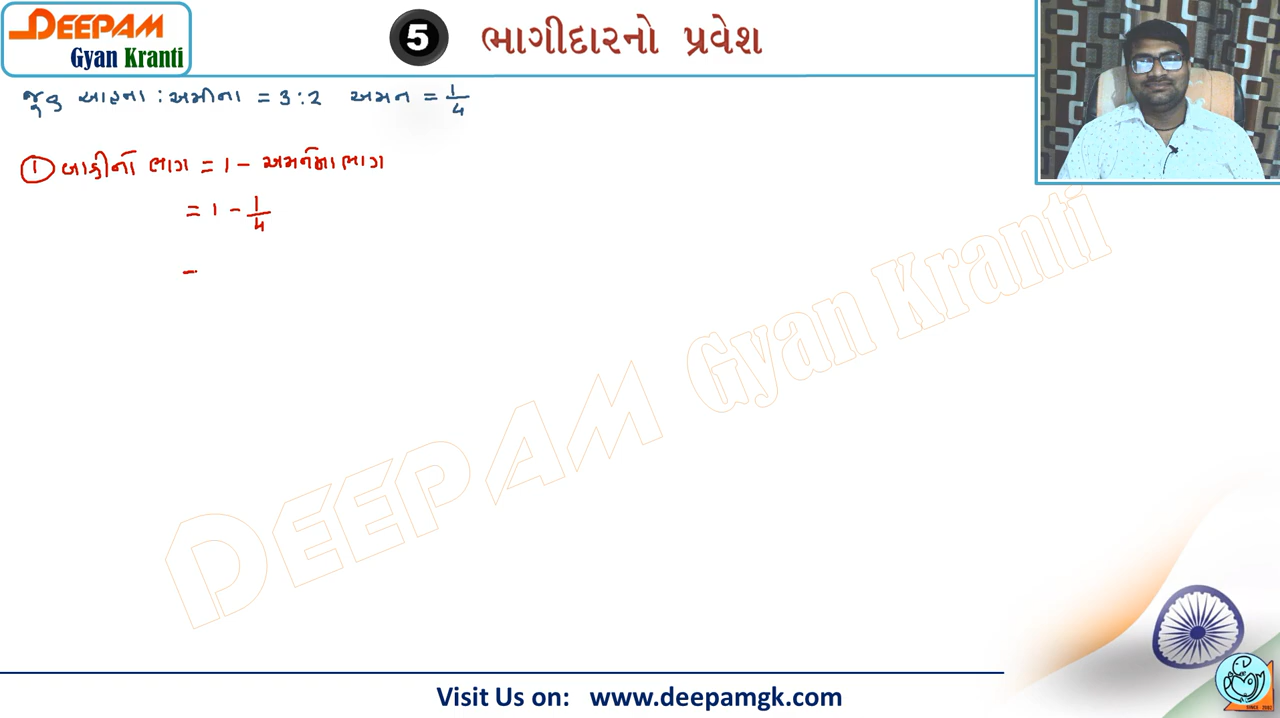 DEEPAM
Gyan Kranti
5 ભાગીદારનો પ્રવેશ
જૂનુ આહના : અમીના = 3 : 2 અમન = 1/4
1 બાકીનો ભાગ = 1 - અમનનો ભાગ
= 1 - 1/4
DEEPAM Gyan Kranti
Visit Us on: www.deepamgk.com